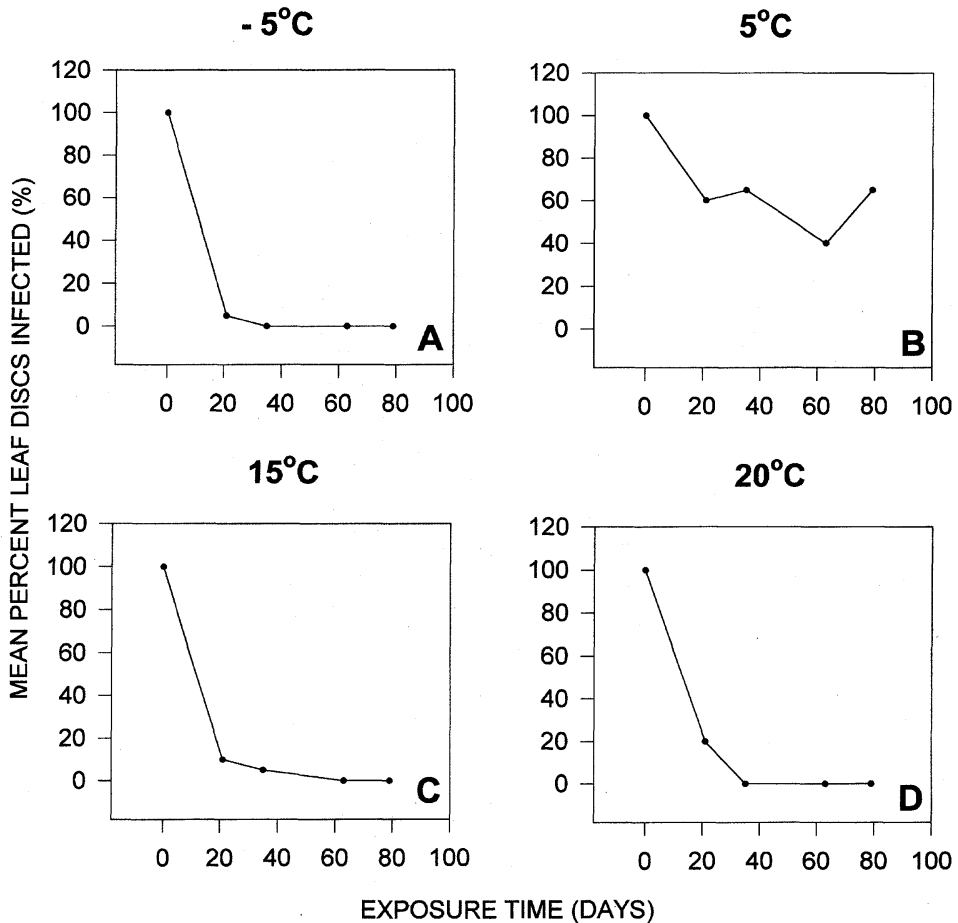 MEAN PERCENT LEAF DISCS INFECTED (%)
- 5°C
120
100
80
60
40
20
0
0 20 40 60 80 100
A
5°C
120
100
80
60
40
20
0
0 20 40 60 80 100
B
15°C
120
100
80
60
40
20
0
0 20 40 60 80 100
C
20°C
120
100
80
60
40
20
0
0 20 40 60 80 100
D
EXPOSURE TIME (DAYS)